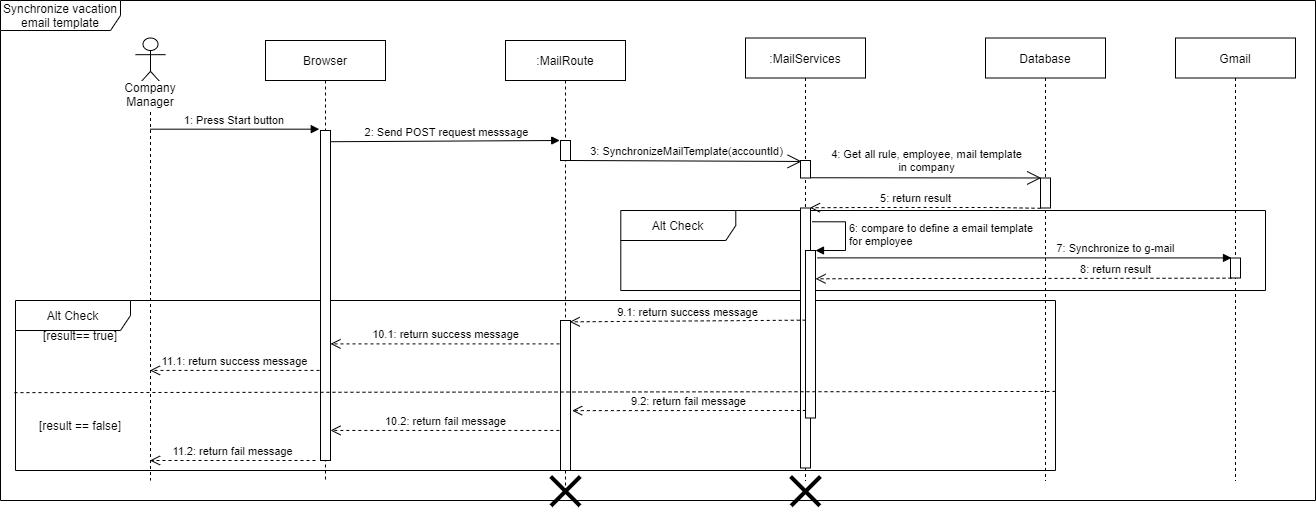 Synchronize vacation
email template
Company
Manager
Browser
:MailRoute
:MailServices
Database
Gmail
1: Press Start button
2: Send POST request messsage
3: SynchronizeMailTemplate(accountId)
4: Get all rule, employee, mail template
in company
5: return result
Alt Check
6: compare to define a email template
for employee
7: Synchronize to g-mail
8: return result
Alt Check
[result== true]
9.1: return success message
10.1: return success message
11.1: return success message
9.2: return fail message
[result == false]
10.2: return fail message
11.2: return fail message